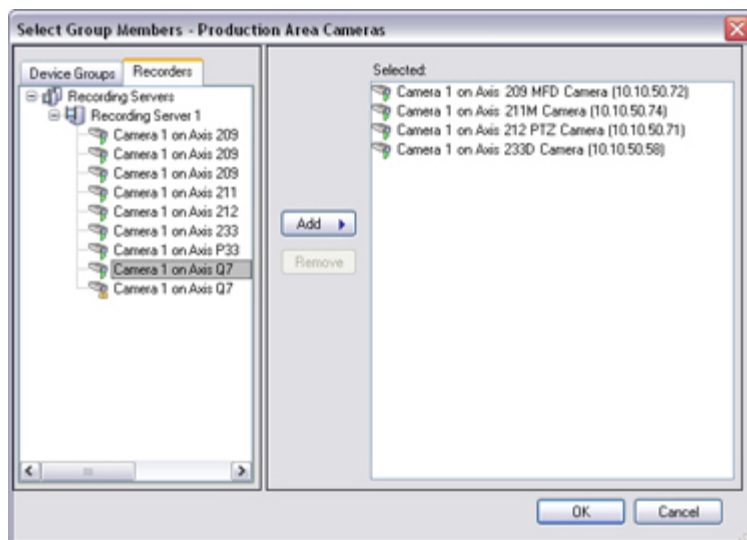 Select Group Members - Production Area Cameras
Device Groups
Recorders
Recording Servers
Recording Server 1
Camera 1 on Axis 209
Camera 1 on Axis 209
Camera 1 on Axis 209
Camera 1 on Axis 211
Camera 1 on Axis 212
Camera 1 on Axis 233
Camera 1 on Axis P33
Camera 1 on Axis Q7
Camera 1 on Axis Q7
Add
Remove
Selected:
Camera 1 on Axis 209 MFD Camera (10.10.50.72)
Camera 1 on Axis 211M Camera (10.10.50.74)
Camera 1 on Axis 212 PTZ Camera (10.10.50.71)
Camera 1 on Axis 233D Camera (10.10.50.58)
OK
Cancel